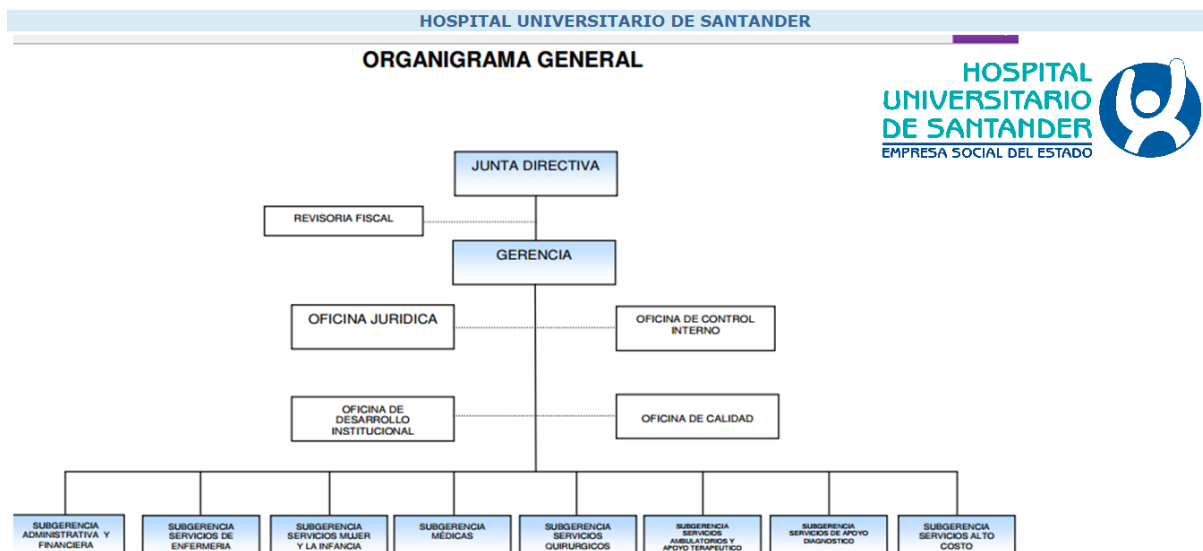 HOSPITAL UNIVERSITARIO DE SANTANDER
ORGANIGRAMA GENERAL
HOSPITAL
UNIVERSITARIO
DE SANTANDER
EMPRESA SOCIAL DEL ESTADO
JUNTA DIRECTIVA
REVISORIA FISCAL
GERENCIA
OFICINA JURIDICA
OFICINA DE CONTROL
INTERNO
OFICINA DE
DESARROLLO
INSTITUCIONAL
OFICINA DE CALIDAD
SUBGERENCIA
ADMINISTRATIVA Y
FINANCIERA
SUBGERENCIA
SERVICIOS DE
ENFERMERIA
SUBGERENCIA
SERVICIOS MUJER
Y LA INFANCIA
SUBGERENCIA
MÉDICAS
SUBGERENCIA
SERVICIOS
QUIRURGICOS
SUBGERENCIA
SERVICIOS
AMBULATORIOS Y
APOYO TERAPEUTICO
SUBGERENCIA
SERVICIOS DE APOYO
DIAGNOSTICO
SUBGERENCIA
SERVICIOS ALTO
COSTO